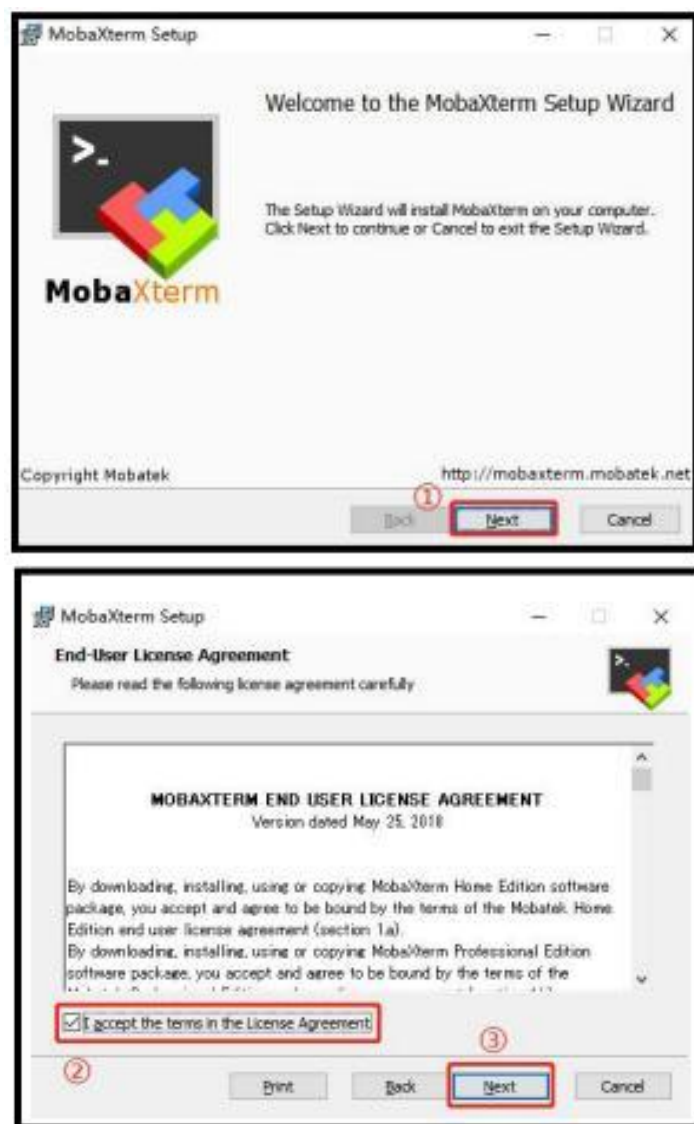 MobaXterm Setup
Welcome to the MobaXterm Setup Wizard
>_
The Setup Wizard will install MobaXterm on your computer.
Click Next to continue or Cancel to exit the Setup Wizard.
MobaXterm
Copyright Mobatek
http://mobaxterm.mobatek.net
①
Back
Next
Cancel
MobaXterm Setup
End-User License Agreement
Please read the following license agreement carefully
MOBAXTERM END USER LICENSE AGREEMENT
Version dated May 25, 2018
By downloading, installing, using or copying MobaXterm Home Edition software
package, you accept and agree to be bound by the terms of the Mobatek Home
Edition end user license agreement (section 1a).
By downloading, installing, using or copying MobaXterm Professional Edition
software package, you accept and agree to be bound by the terms of the
I accept the terms in the License Agreement
②
③
Print
Back
Next
Cancel